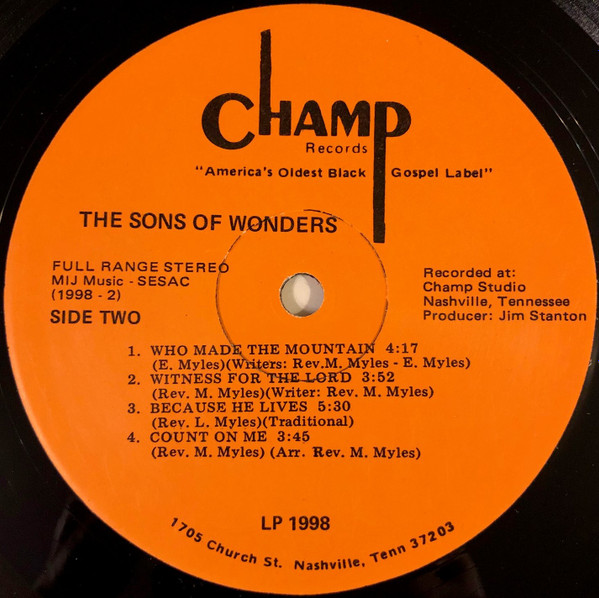 CHAMP
Records
"America's Oldest Black Gospel Label"
THE SONS OF WONDERS
FULL RANGE STEREO
MIJ Music - SESAC
(1998 - 2)
SIDE TWO
Recorded at:
Champ Studio
Nashville, Tennessee
Producer: Jim Stanton
1. WHO MADE THE MOUNTAIN 4:17
(E. Myles)(Writers: Rev.M. Myles - E. Myles)
2. WITNESS FOR THE LORD 3:52
(Rev. M. Myles)(Writer: Rev. M. Myles)
3. BECAUSE HE LIVES 5:30
(Rev. L. Myles)(Traditional)
4. COUNT ON ME 3:45
(Rev. M. Myles) (Arr. Rev. M. Myles)
LP 1998
1705 Church St. Nashville, Tenn 37203